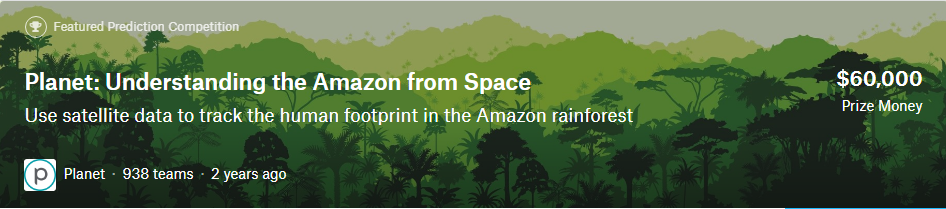 Featured Prediction Competition
Planet: Understanding the Amazon from Space
$60,000
Use satellite data to track the human footprint in the Amazon rainforest
Prize Money
p
Planet · 938 teams · 2 years ago